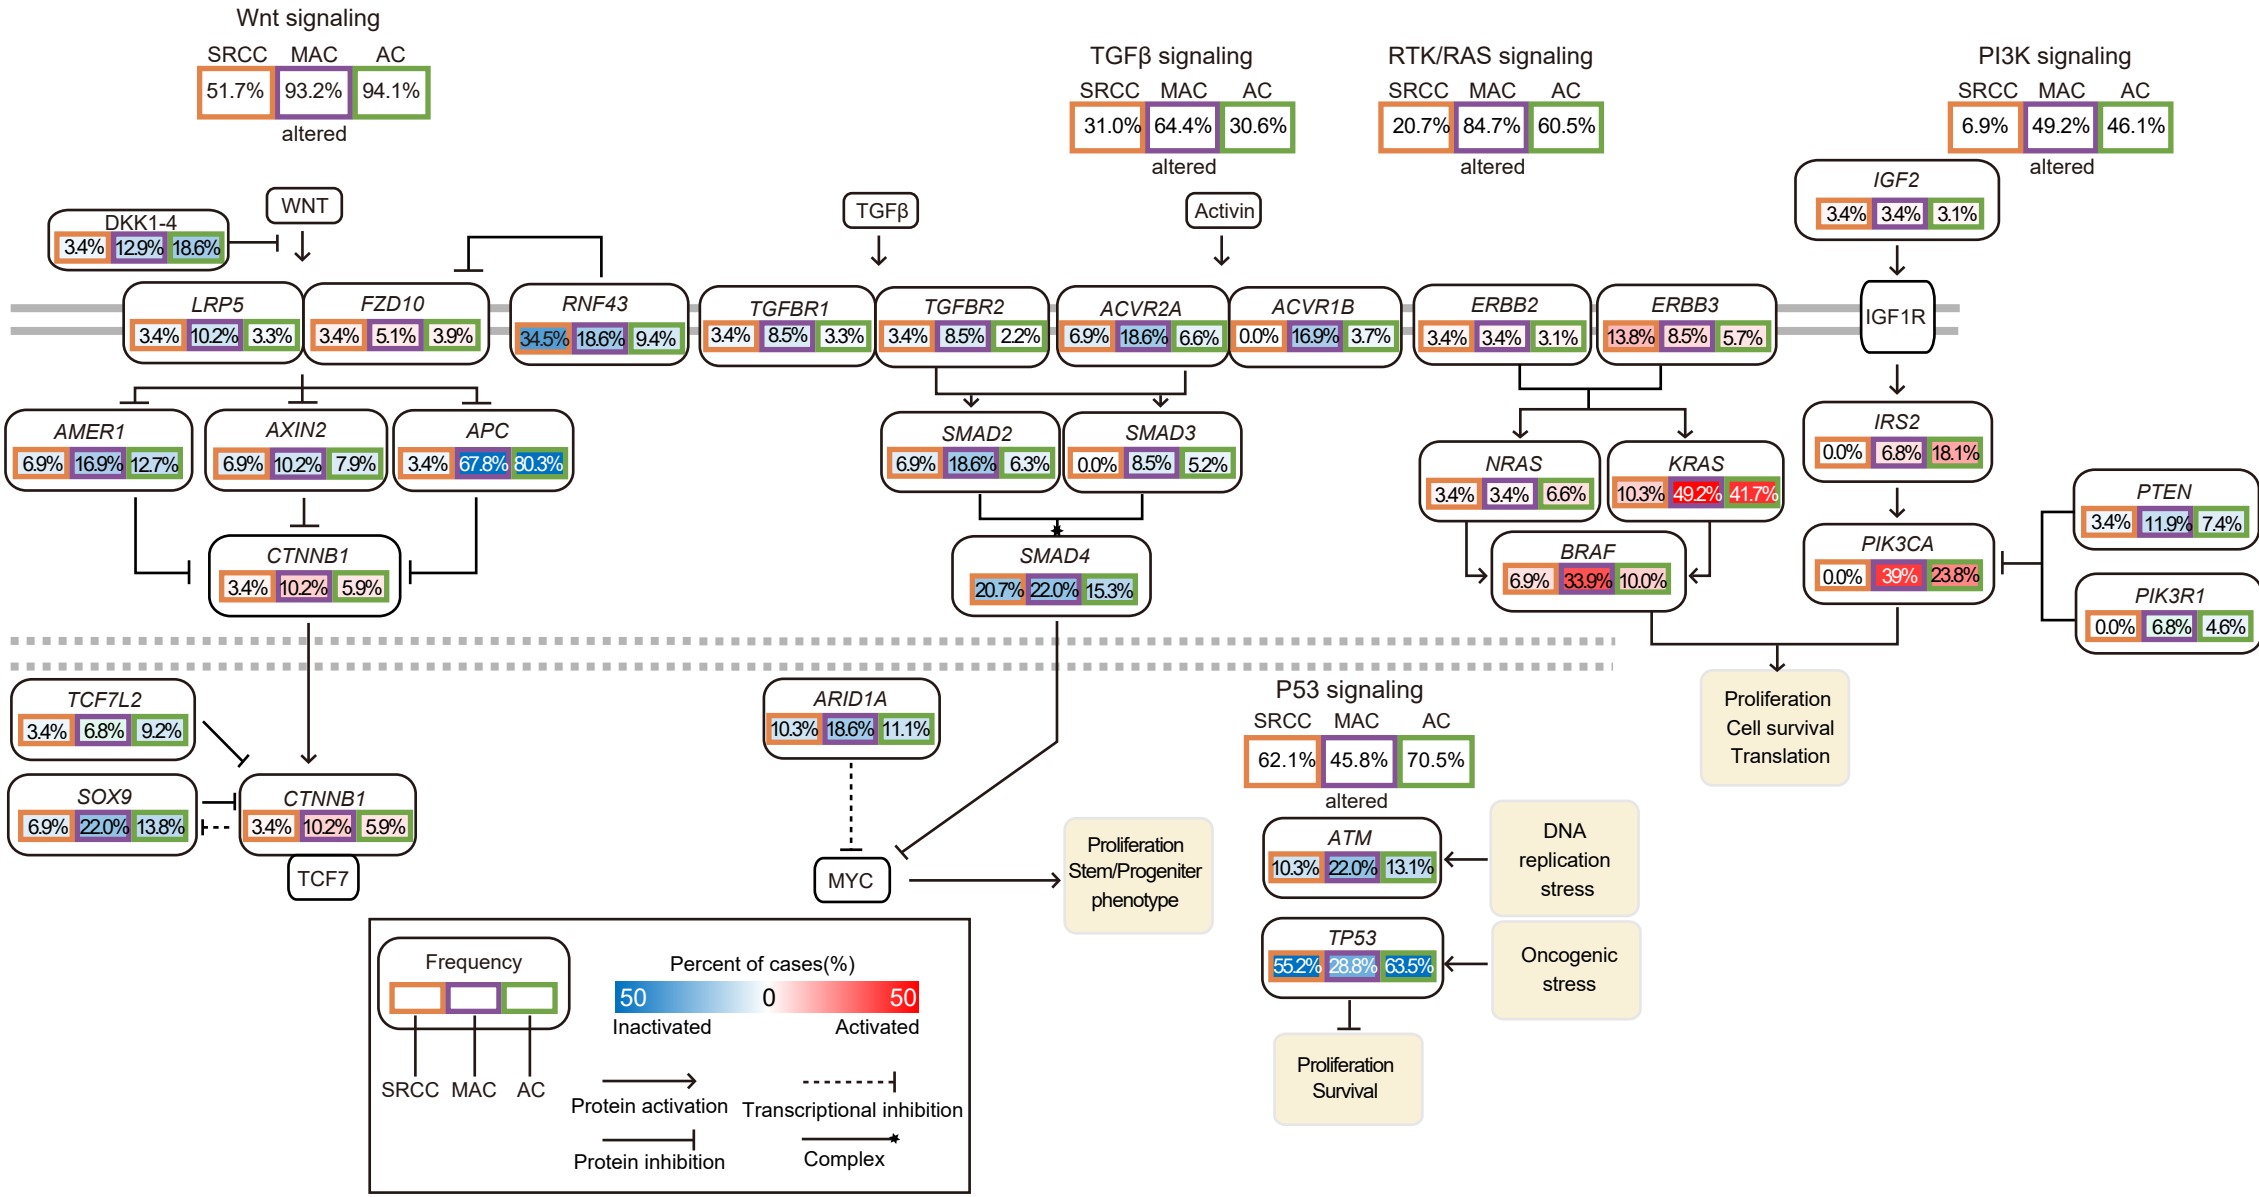 Wnt signaling
SRCC MAC AC
51.7% 93.2% 94.1%
altered
TGFβ signaling
SRCC MAC AC
31.0% 64.4% 30.6%
altered
RTK/RAS signaling
SRCC MAC AC
20.7% 84.7% 60.5%
altered
PI3K signaling
SRCC MAC AC
6.9% 49.2% 46.1%
altered
DKK1-4
3.4% 12.9% 18.6%
WNT
TGFβ
Activin
IGF2
3.4% 3.4% 3.1%
LRP5
3.4% 10.2% 3.3%
FZD10
3.4% 5.1% 3.9%
RNF43
34.5% 18.6% 9.4%
TGFBR1
3.4% 8.5% 3.3%
TGFBR2
3.4% 8.5% 2.2%
ACVR2A
6.9% 18.6% 6.6%
ACVR1B
0.0% 16.9% 3.7%
ERBB2
3.4% 3.4% 3.1%
ERBB3
13.8% 8.5% 5.7%
IGF1R
AMER1
6.9% 16.9% 12.7%
AXIN2
6.9% 10.2% 7.9%
APC
3.4% 67.8% 80.3%
SMAD2
6.9% 18.6% 6.3%
SMAD3
0.0% 8.5% 5.2%
NRAS
3.4% 3.4% 6.6%
KRAS
10.3% 49.2% 41.7%
IRS2
0.0% 6.8% 18.1%
PTEN
3.4% 11.9% 7.4%
CTNNB1
3.4% 10.2% 5.9%
SMAD4
20.7% 22.0% 15.3%
BRAF
6.9% 33.9% 10.0%
PIK3CA
0.0% 39% 23.8%
PIK3R1
0.0% 6.8% 4.6%
TCF7L2
3.4% 6.8% 9.2%
SOX9
6.9% 22.0% 13.8%
CTNNB1
3.4% 10.2% 5.9%
TCF7
ARID1A
10.3% 18.6% 11.1%
MYC
Proliferation
Stem/Progeniter
phenotype
P53 signaling
SRCC MAC AC
62.1% 45.8% 70.5%
altered
Proliferation
Cell survival
Translation
ATM
10.3% 22.0% 13.1%
DNA
replication
stress
TP53
55.2% 28.8% 63.5%
Oncogenic
stress
Proliferation
Survival
Frequency
SRCC MAC AC
Percent of cases(%)
50 0 50
Inactivated Activated
Protein activation
Transcriptional inhibition
Protein inhibition
Complex